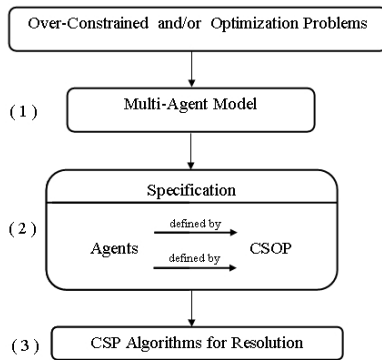 Over-Constrained and/or Optimization Problems
(1) Multi-Agent Model
Specification
(2)
defined by
Agents CSOP
defined by
(3) CSP Algorithms for Resolution